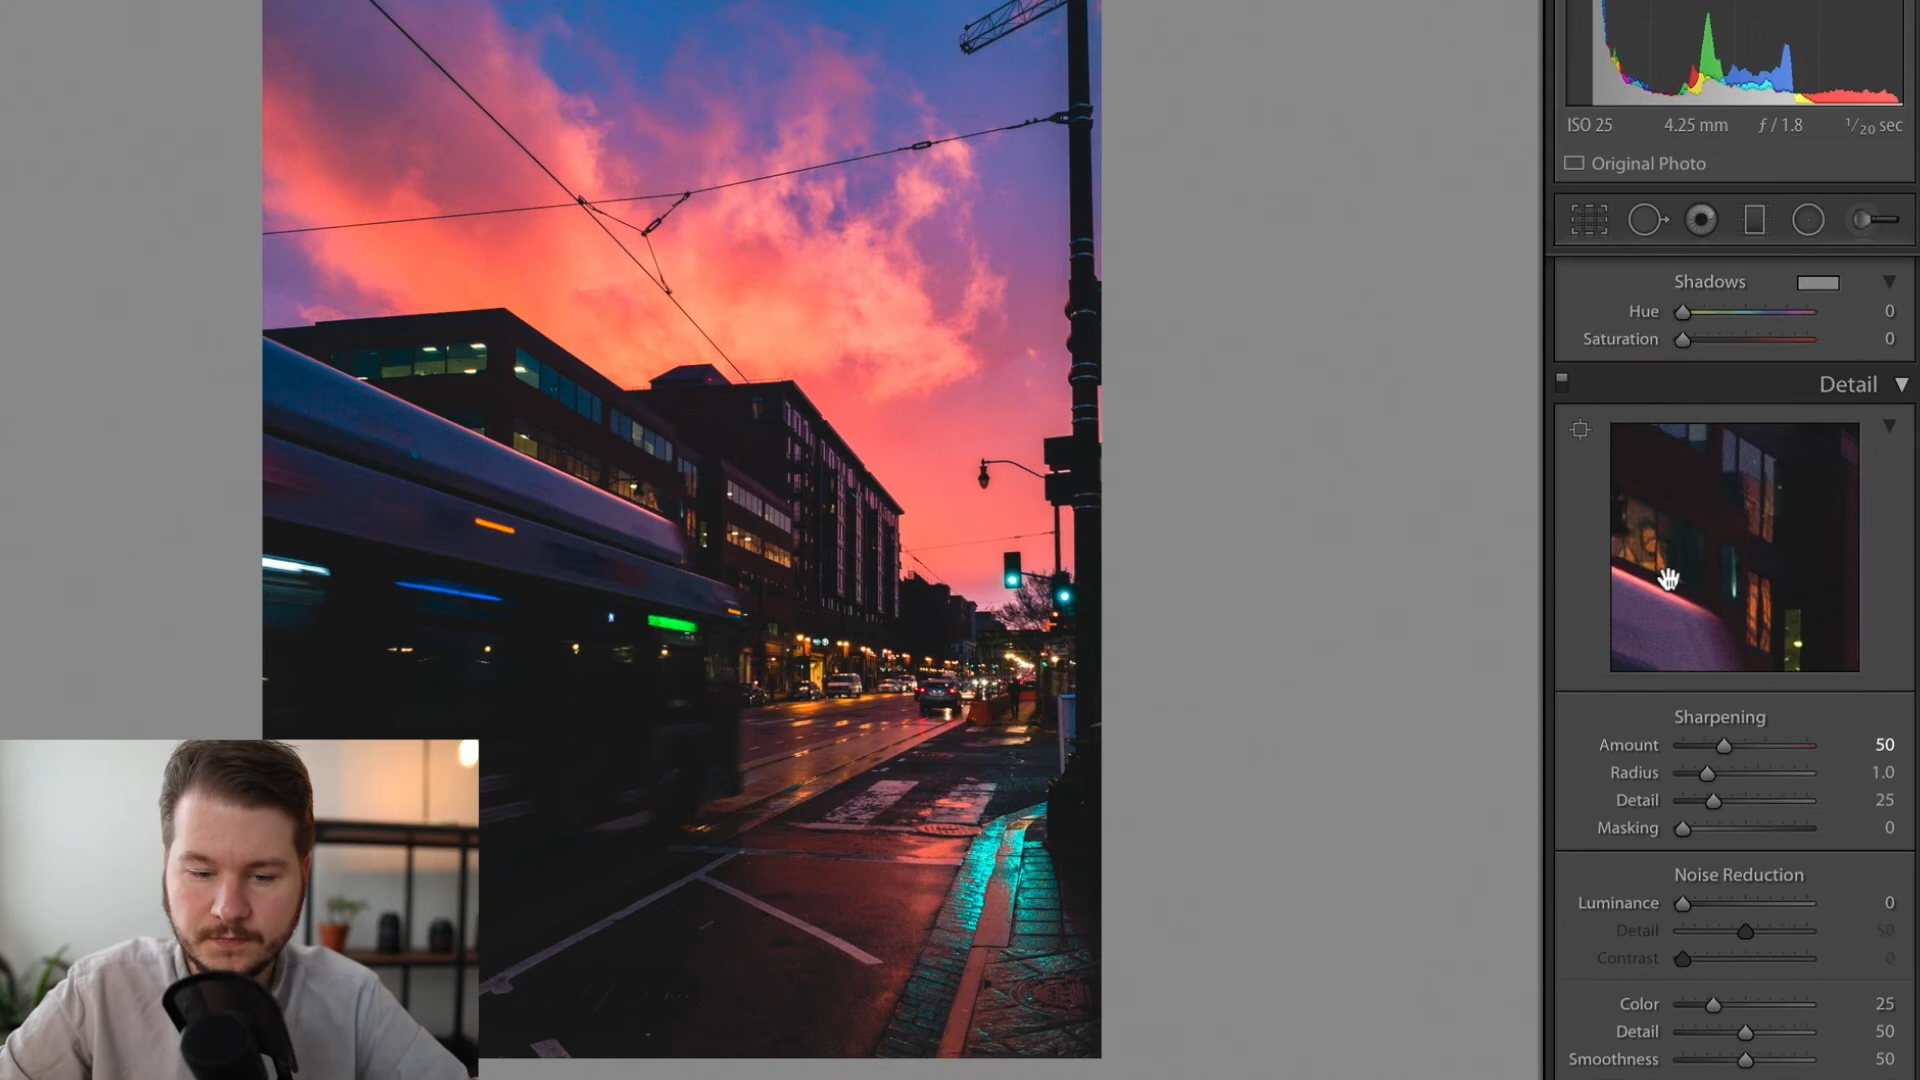 ISO 25 4.25 mm ƒ / 1.8 1/20 sec
Original Photo
Shadows
Hue 0
Saturation 0
Detail
Sharpening
Amount 50
Radius 1.0
Detail 25
Masking 0
Noise Reduction
Luminance 0
Detail 50
Contrast 0
Color 25
Detail 50
Smoothness 50